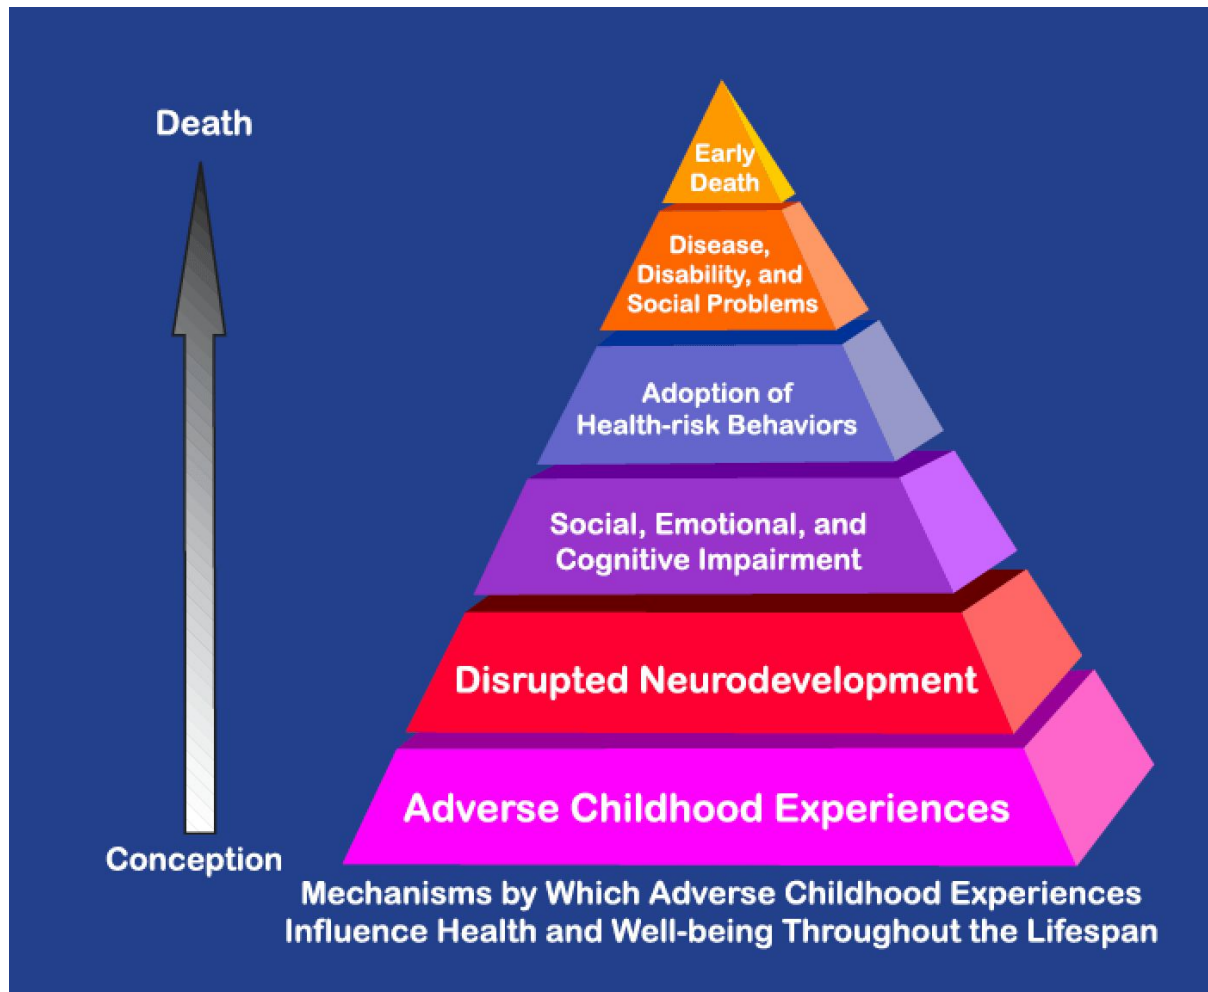 Death
Early
Death
Disease,
Disability, and
Social Problems
Adoption of
Health-risk Behaviors
Social, Emotional, and
Cognitive Impairment
Disrupted Neurodevelopment
Adverse Childhood Experiences
Conception
Mechanisms by Which Adverse Childhood Experiences
Influence Health and Well-being Throughout the Lifespan